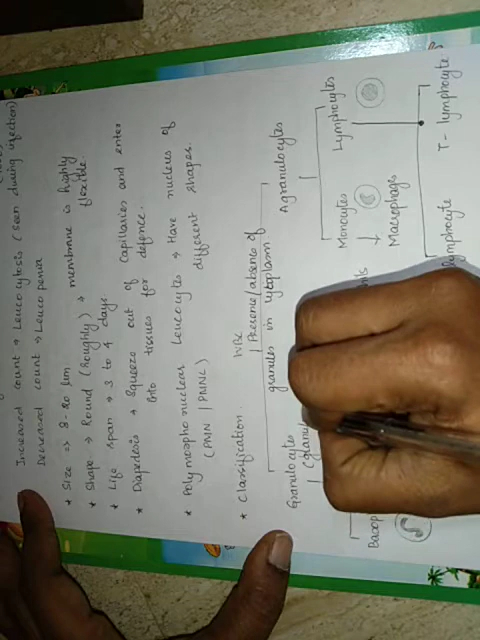 Increased count → Leucocytosis (seen during infection)
Decreased count → Leucopenia
* Size => 8-20 µm
* Shape → Round (roughly) → membrane is highly flexible
* Life span → 3 to 4 days
* Diapedesis → Squeeze out of capillaries and enter
into tissues for defence.
* Polymorpho nuclear Leucocytes → Have nucleus of
(PMN | PMNL) different shapes.
* Classification. WBC
Presence/absence of
granules in cytoplasm
Granulocytes Agranulocytes
Monocytes Lymphocytes
Macrophages
T-lymphocyte